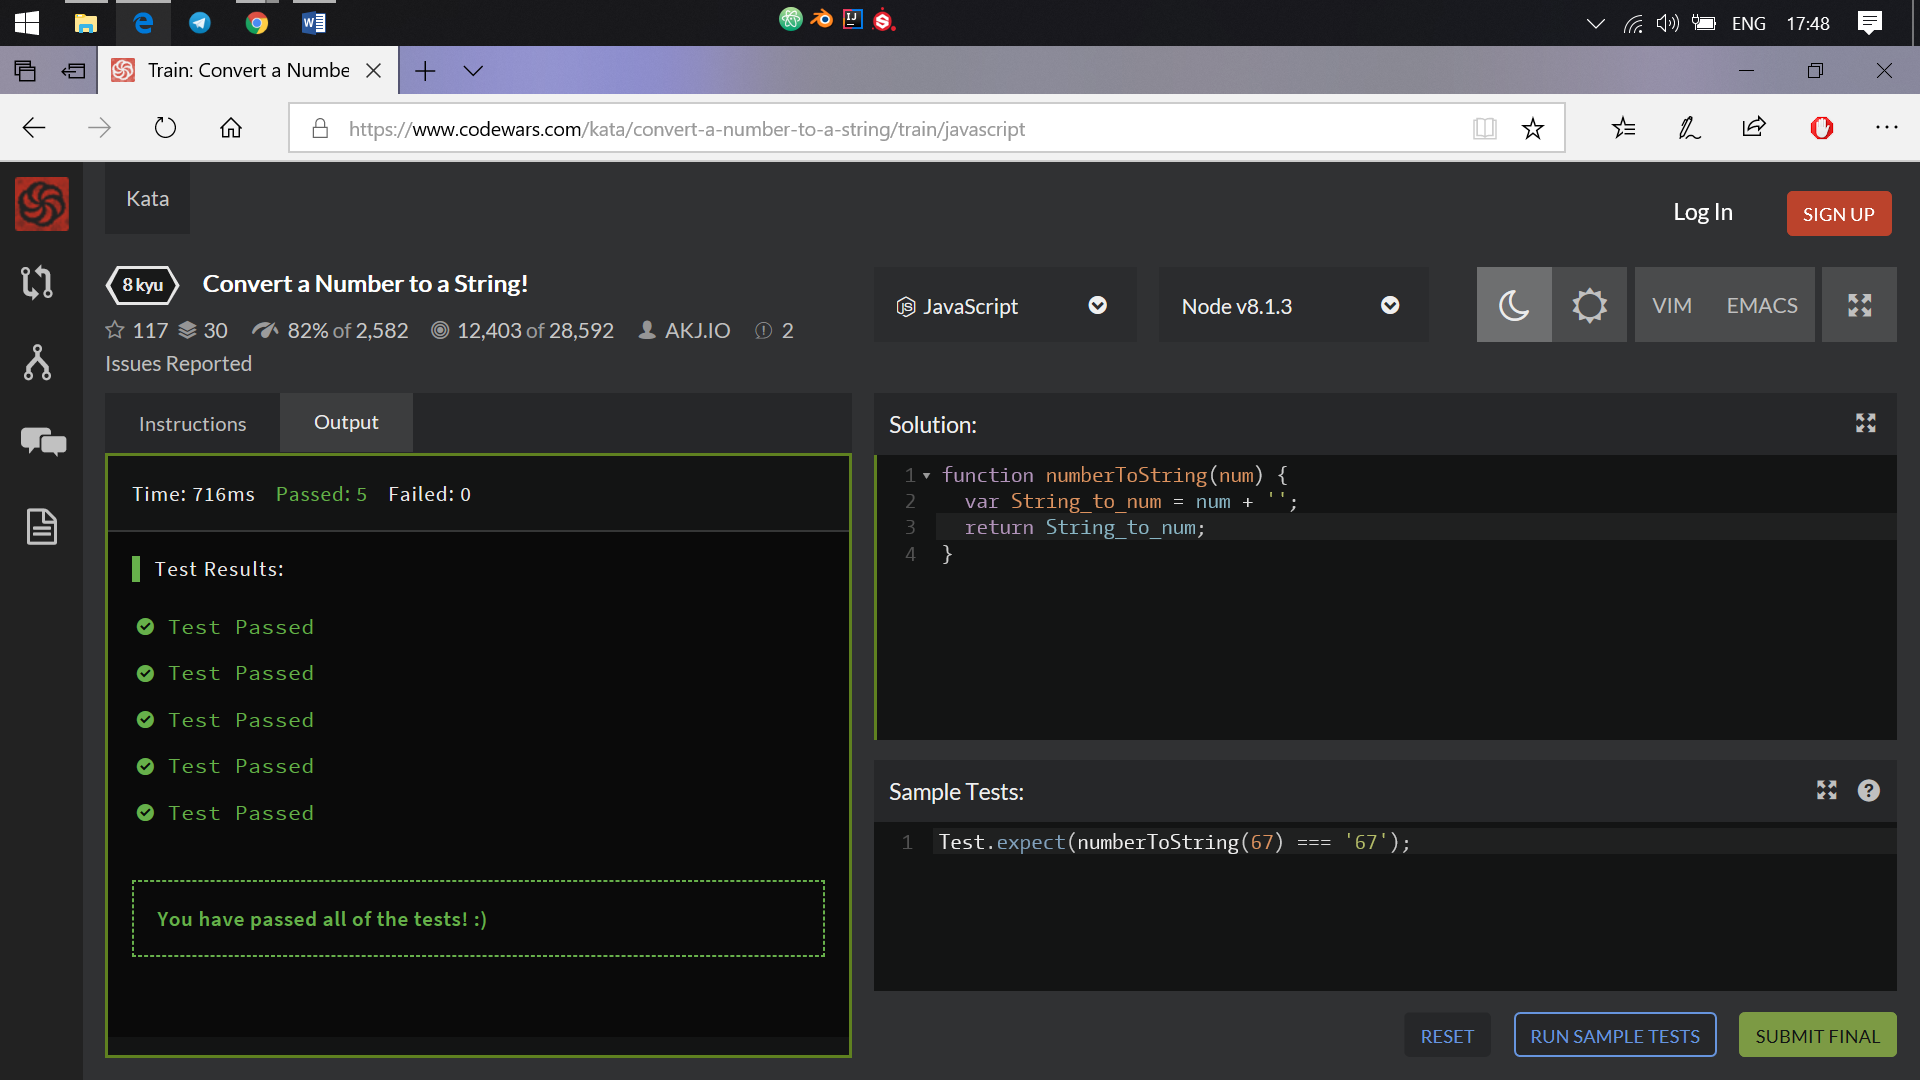 ENG 17:48
Train: Convert a Numbe
https://www.codewars.com/kata/convert-a-number-to-a-string/train/javascript
Kata
Log In
SIGN UP
8 kyu
Convert a Number to a String!
117 30 82% of 2,582 12,403 of 28,592 AKJ.IO 2
Issues Reported
JS JavaScript
Node v8.1.3
VIM EMACS
Instructions
Output
Time: 716ms Passed: 5 Failed: 0
Test Results:
Test Passed
Test Passed
Test Passed
Test Passed
Test Passed
You have passed all of the tests! :)
Solution:
1 function numberToString(num) {
2 var String_to_num = num + '';
3 return String_to_num;
4 }
Sample Tests:
?
1 Test.expect(numberToString(67) === '67');
RESET
RUN SAMPLE TESTS
SUBMIT FINAL